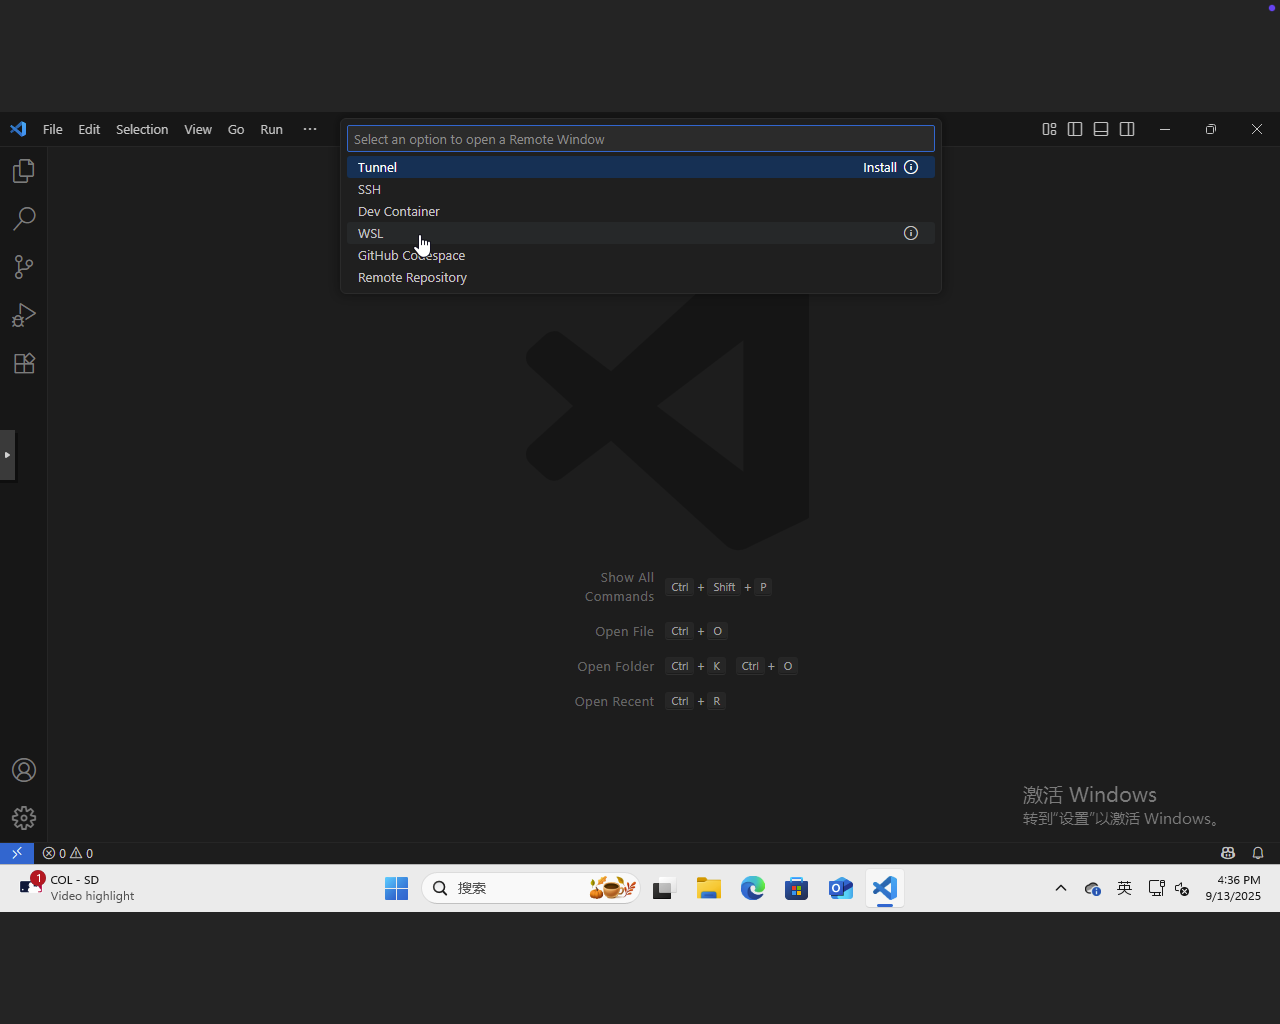 File Edit Selection View Go Run ···
Select an option to open a Remote Window
Tunnel Install
SSH
Dev Container
WSL
GitHub Codespace
Remote Repository
Show All Commands Ctrl + Shift + P
Open File Ctrl + O
Open Folder Ctrl + K Ctrl + O
Open Recent Ctrl + R
激活 Windows
转到“设置”以激活 Windows。
0 0
1
COL - SD
Video highlight
搜索
英
4:36 PM
9/13/2025